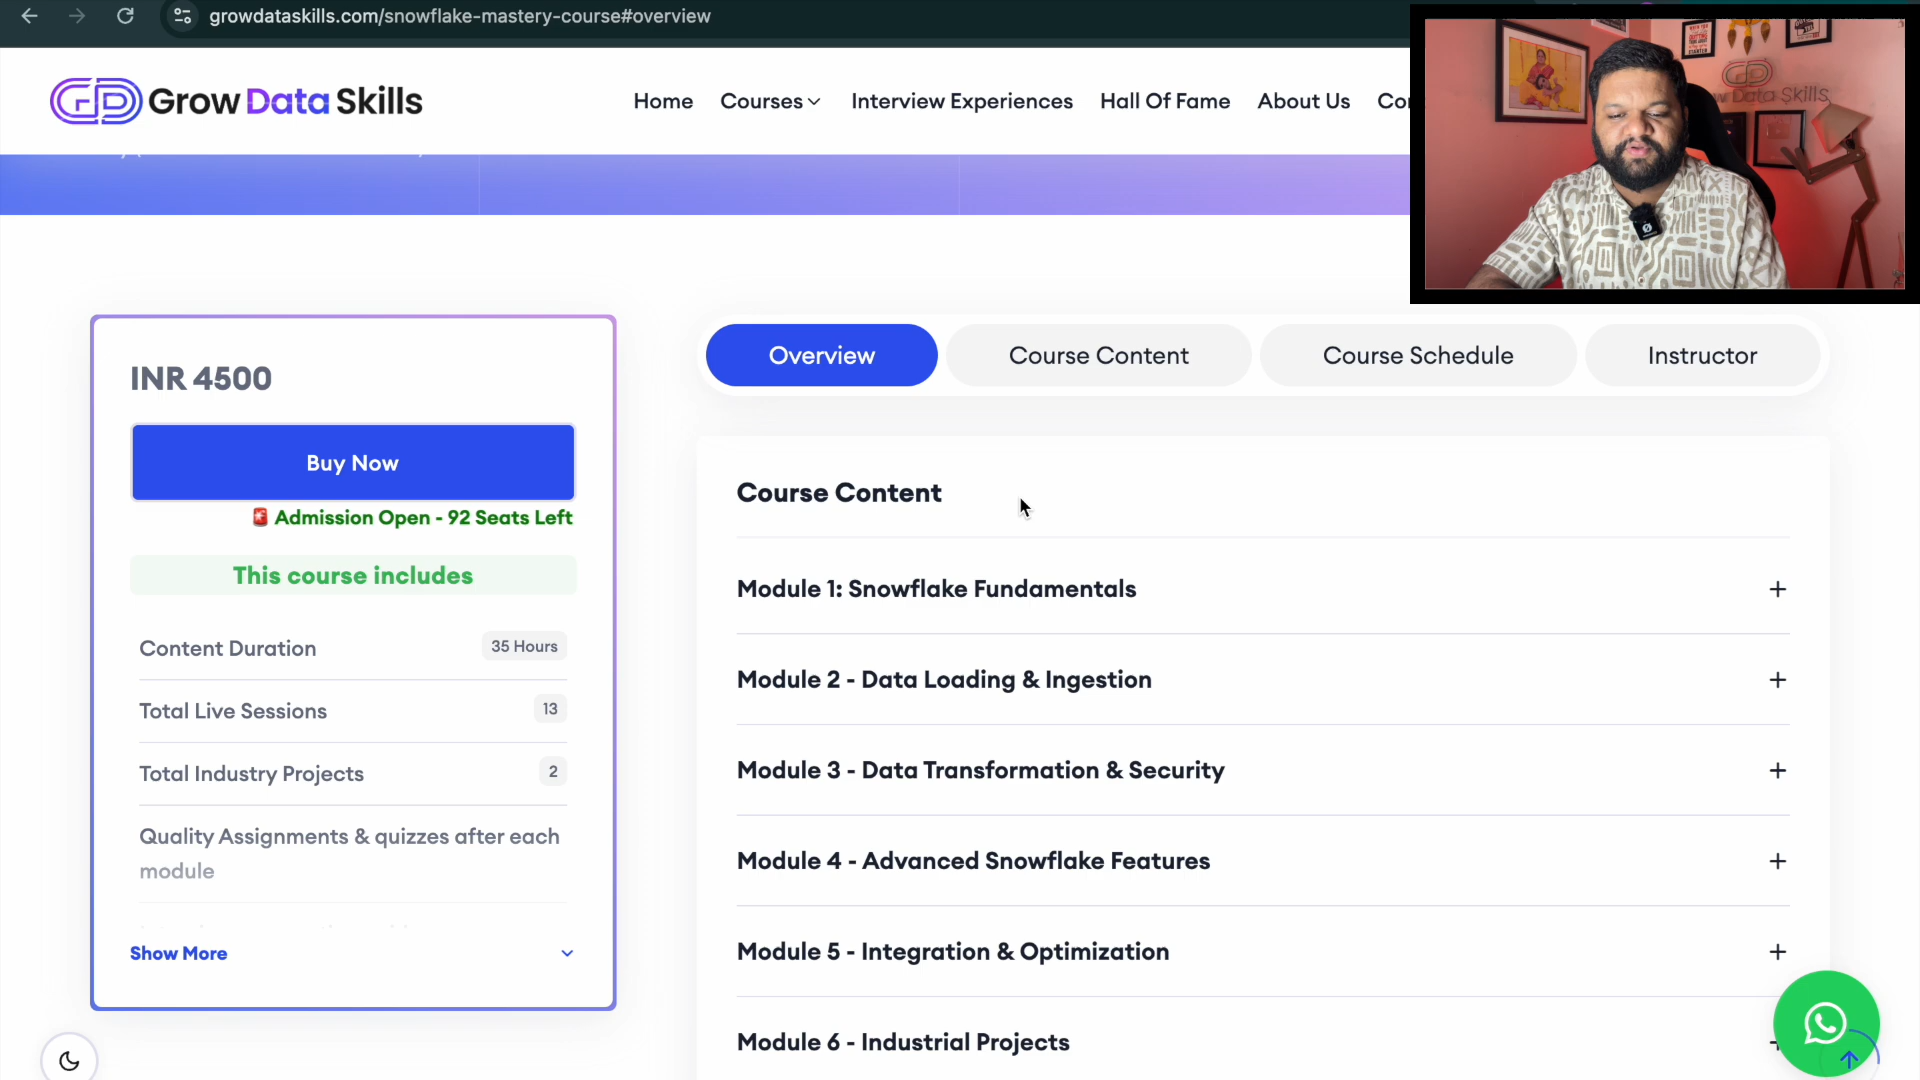 growdataskills.com/snowflake-mastery-course#overview
Grow Data Skills
Home
Courses
Interview Experiences
Hall Of Fame
About Us
INR 4500
Buy Now
Admission Open - 92 Seats Left
This course includes
Content Duration
35 Hours
Total Live Sessions
13
Total Industry Projects
2
Quality Assignments & quizzes after each
module
Show More
Overview
Course Content
Course Schedule
Instructor
Course Content
Module 1: Snowflake Fundamentals
Module 2 - Data Loading & Ingestion
Module 3 - Data Transformation & Security
Module 4 - Advanced Snowflake Features
Module 5 - Integration & Optimization
Module 6 - Industrial Projects